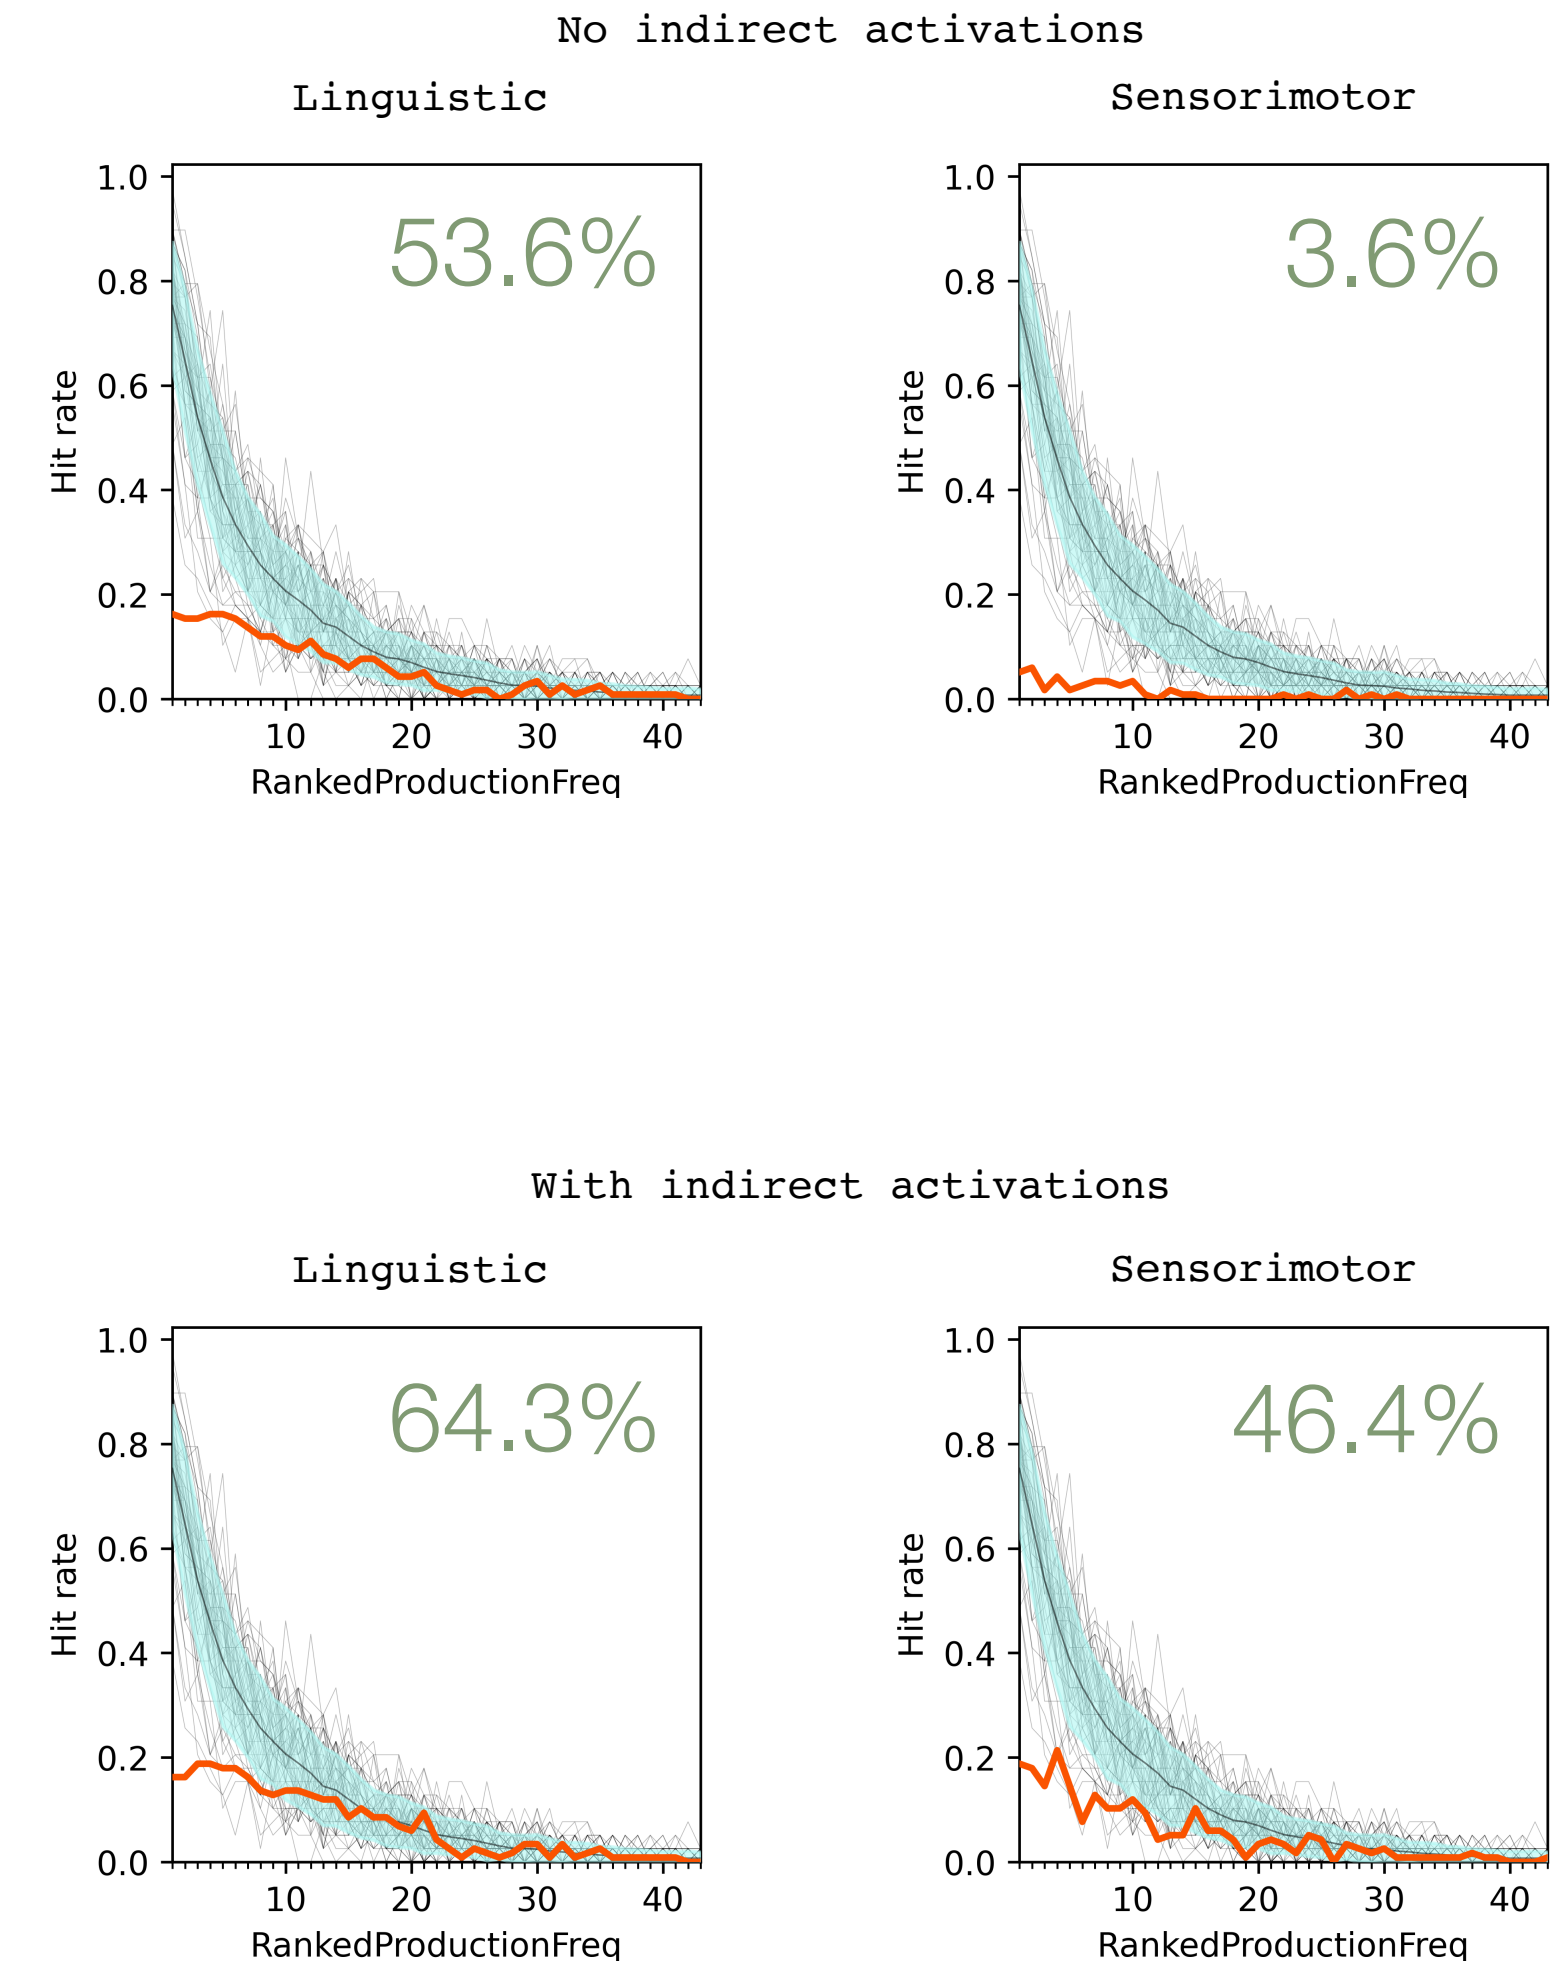 No indirect activations
Linguistic
Sensorimotor
53.6%
1.0
0.8
0.6
0.4
0.2
0.0
Hit rate
10 20 30 40
RankedProductionFreq
3.6%
1.0
0.8
0.6
0.4
0.2
0.0
Hit rate
10 20 30 40
RankedProductionFreq
With indirect activations
Linguistic
Sensorimotor
64.3%
1.0
0.8
0.6
0.4
0.2
0.0
Hit rate
10 20 30 40
RankedProductionFreq
46.4%
1.0
0.8
0.6
0.4
0.2
0.0
Hit rate
10 20 30 40
RankedProductionFreq